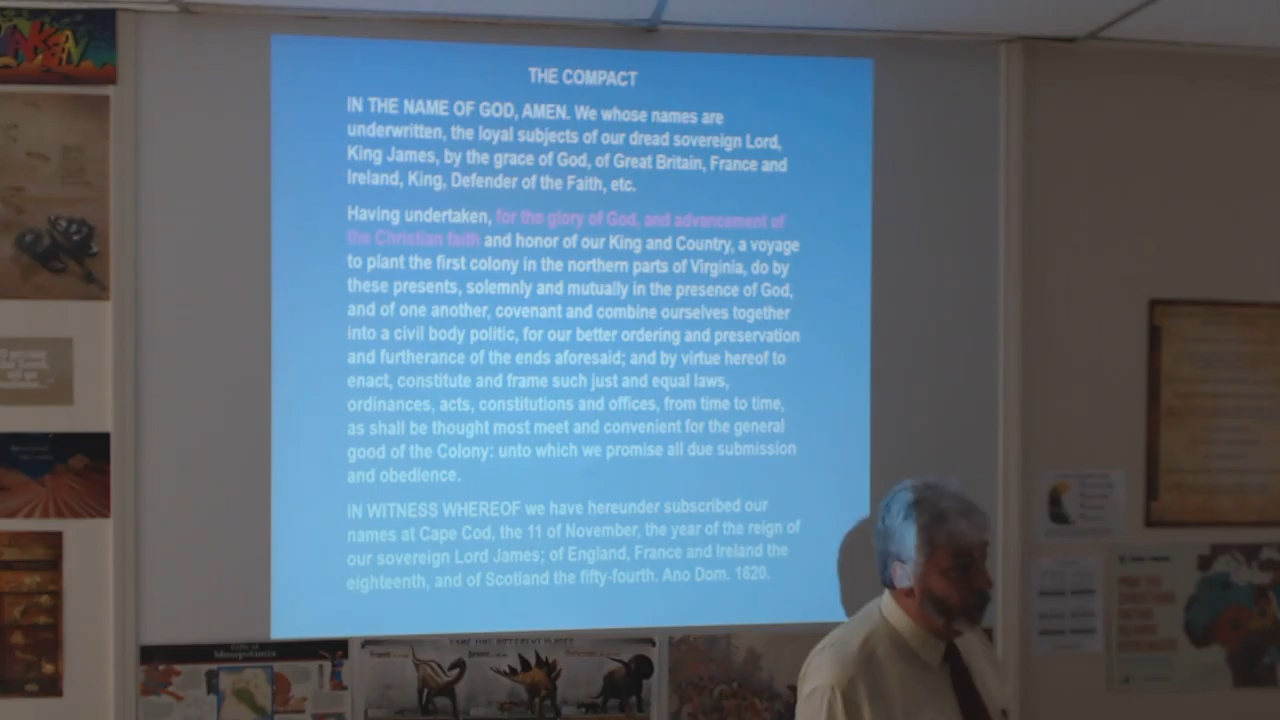 THE COMPACT
IN THE NAME OF GOD, AMEN. We whose names are
underwritten, the loyal subjects of our dread sovereign Lord,
King James, by the grace of God, of Great Britain, France and
Ireland, King, Defender of the Faith, etc.
Having undertaken, for the glory of God, and advancement of
the Christian faith and honor of our King and Country, a voyage
to plant the first colony in the northern parts of Virginia, do by
these presents, solemnly and mutually in the presence of God,
and of one another, covenant and combine ourselves together
into a civil body politic, for our better ordering and preservation
and furtherance of the ends aforesaid; and by virtue hereof to
enact, constitute and frame such just and equal laws,
ordinances, acts, constitutions and offices, from time to time,
as shall be thought most meet and convenient for the general
good of the Colony: unto which we promise all due submission
and obedience.
IN WITNESS WHEREOF we have hereunder subscribed our
names at Cape Cod, the 11 of November, the year of the reign of
our sovereign Lord James; of England, France and Ireland the
eighteenth, and of Scotland the fifty-fourth. Ano Dom. 1620.
Mesopotamia